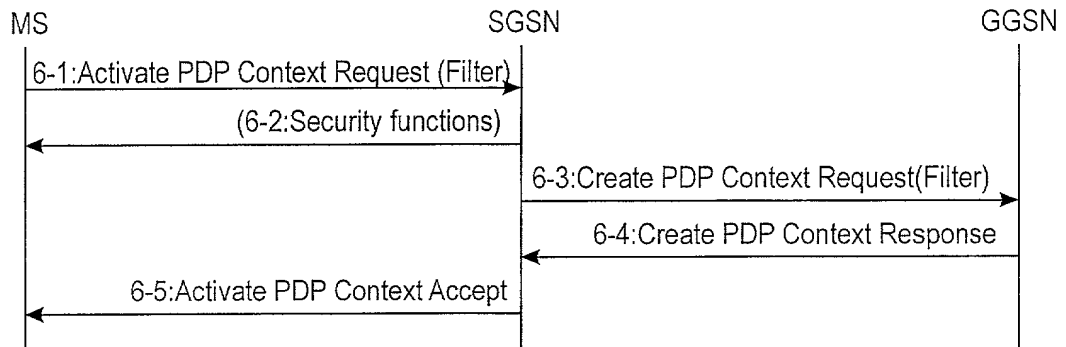 MS SGSN GGSN
6-1:Activate PDP Context Request (Filter)
(6-2:Security functions)
6-3:Create PDP Context Request(Filter)
6-4:Create PDP Context Response
6-5:Activate PDP Context Accept